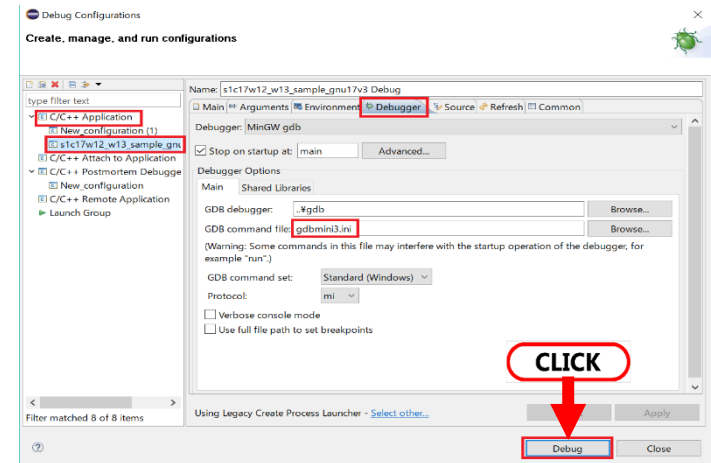 Debug Configurations
Create, manage, and run configurations
type filter text
C/C++ Application
New_configuration (1)
s1c17w12_w13_sample_gnu
C/C++ Attach to Application
C/C++ Postmortem Debugge
New_configuration
C/C++ Remote Application
Launch Group
Filter matched 8 of 8 items
Name: s1c17w12_w13_sample_gnu17v3 Debug
Main Arguments Environment Debugger Source Refresh Common
Debugger: MinGW gdb
Stop on startup at: main Advanced...
Debugger Options
Main Shared Libraries
GDB debugger: ..¥gdb Browse...
GDB command file: gdbmini3.ini Browse...
(Warning: Some commands in this file may interfere with the startup operation of the debugger, for
example "run".)
GDB command set: Standard (Windows)
Protocol: mi
Verbose console mode
Use full file path to set breakpoints
CLICK
Using Legacy Create Process Launcher - Select other...
Apply
Debug Close